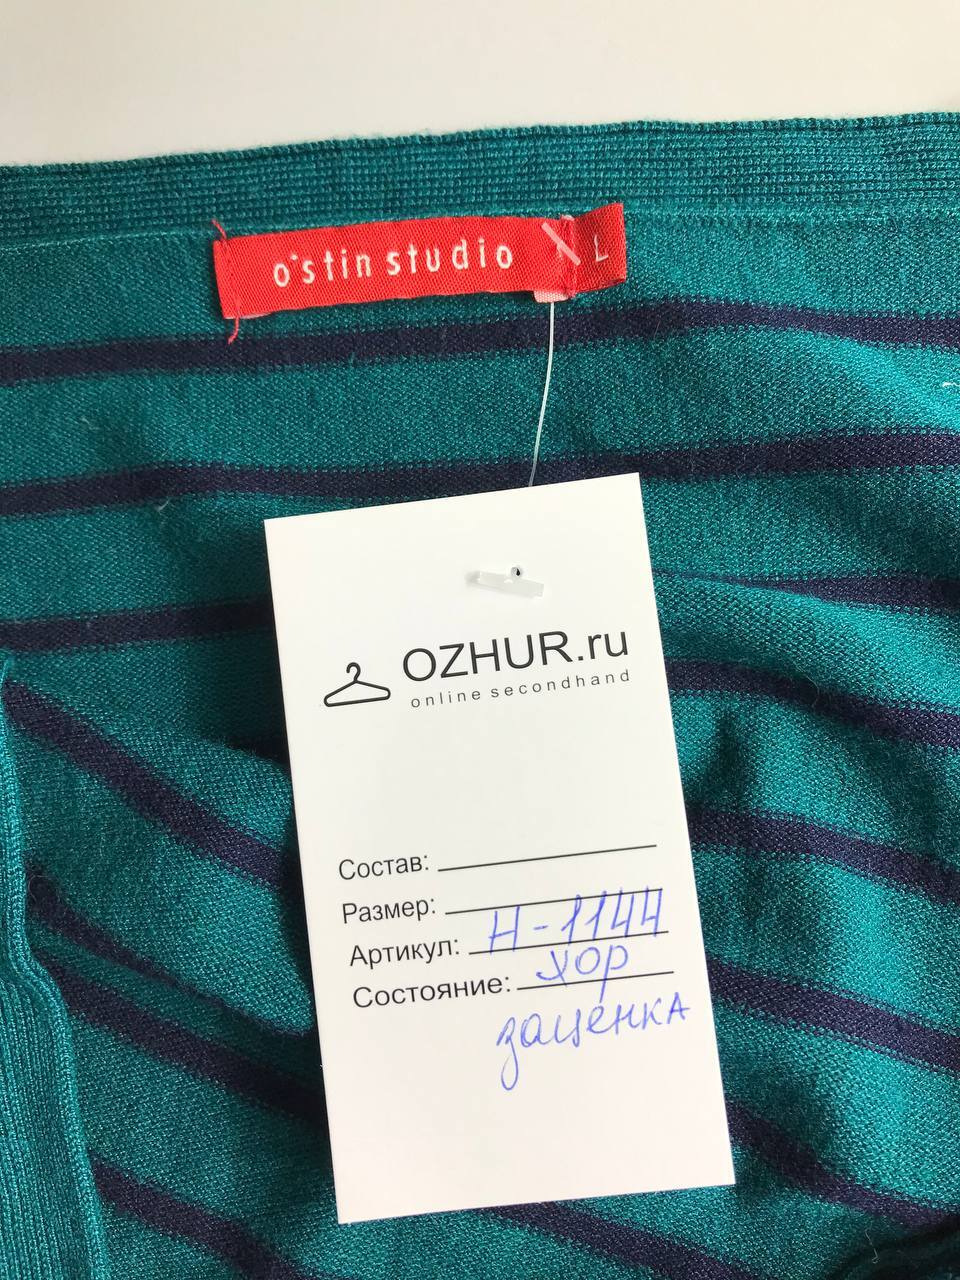 o'stin studio
L
OZHUR.ru
online secondhand
Состав:
Размер:
Артикул: Н-1144
Состояние: хор
зацепка